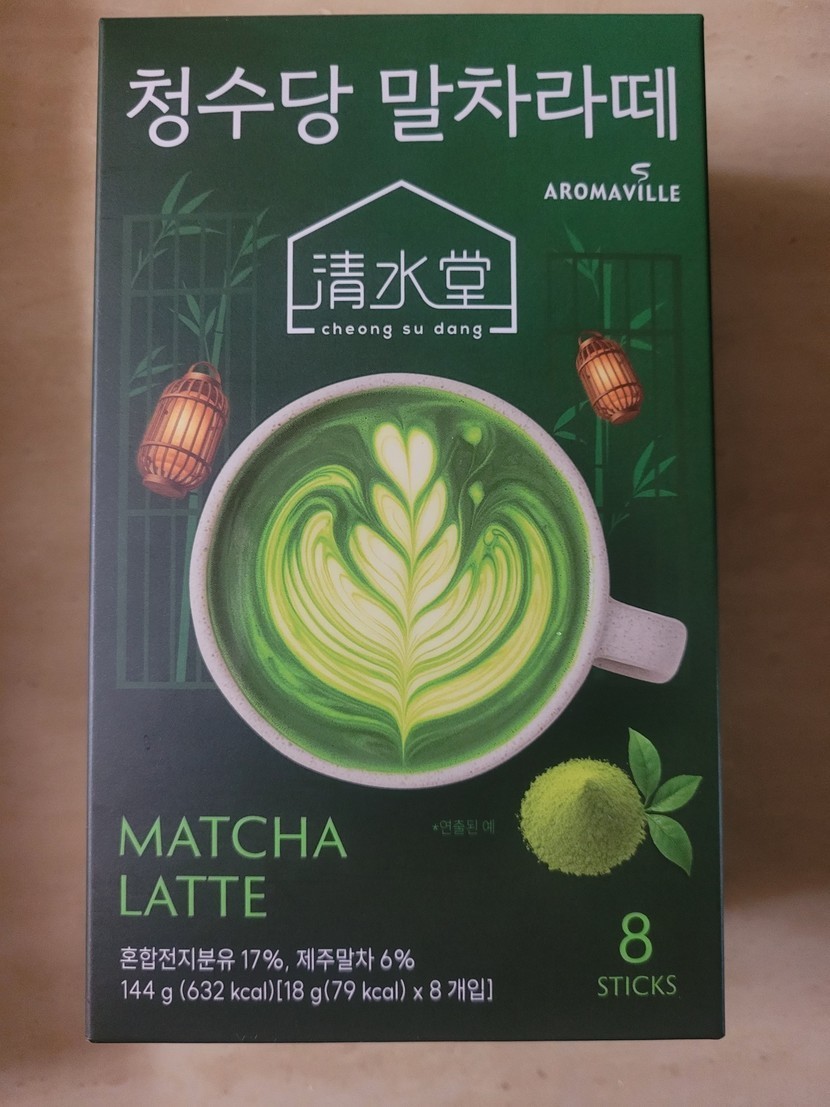 청수당 말차라떼
AROMAVILLE
清水堂
cheong su dang
*연출된 예
MATCHA
LATTE
혼합전지분유 17%, 제주말차 6%
144 g (632 kcal)[18 g(79 kcal) x 8 개입]
8
STICKS